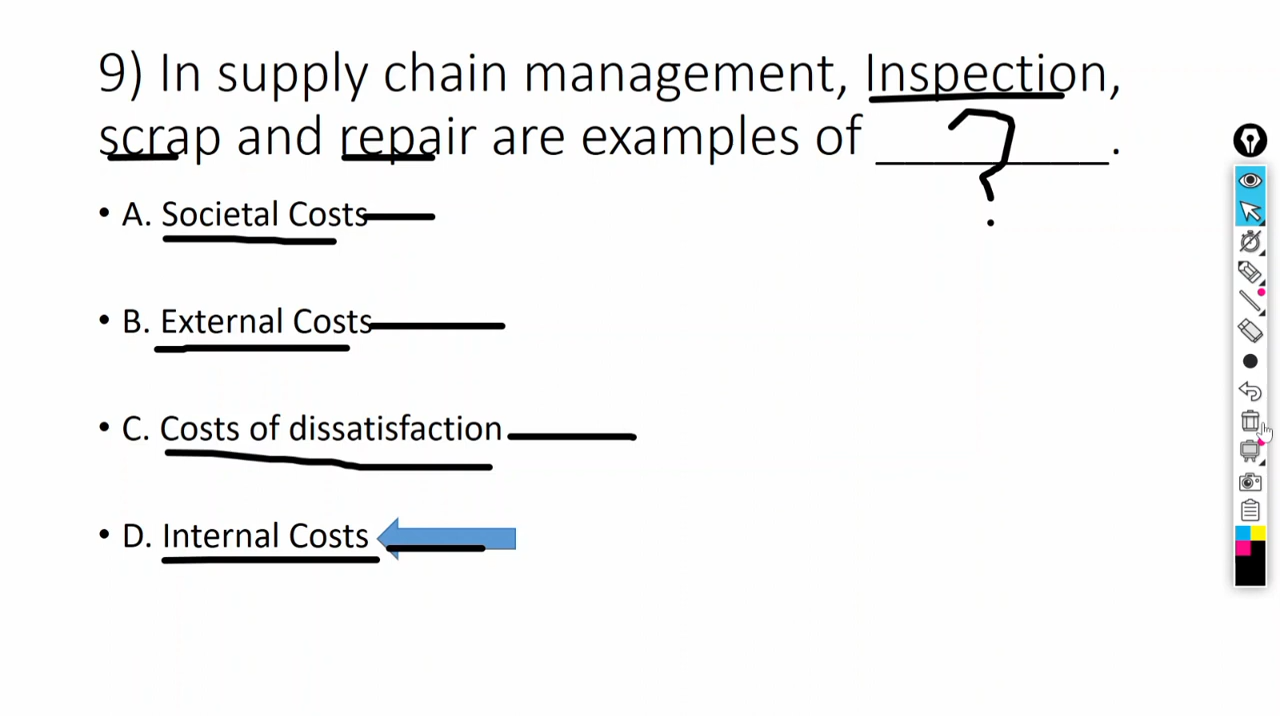 9) In supply chain management, Inspection,
scrap and repair are examples of __________.
?
• A. Societal Costs
• B. External Costs
• C. Costs of dissatisfaction
• D. Internal Costs